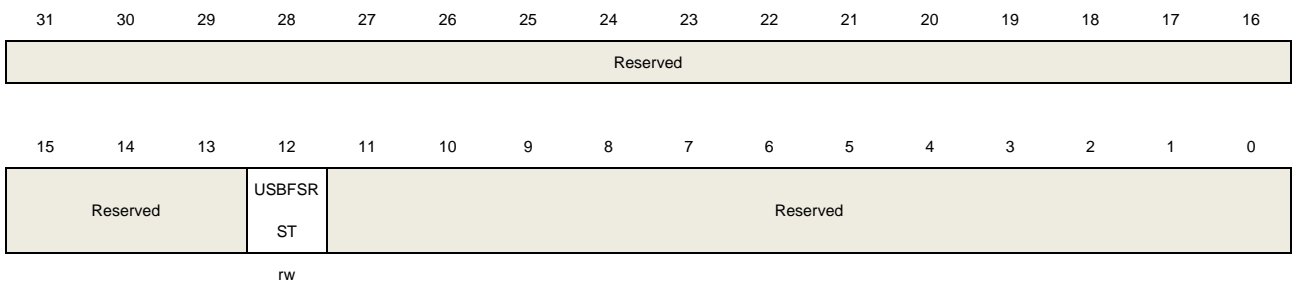 31 30 29 28 27 26 25 24 23 22 21 20 19 18 17 16
Reserved
15 14 13 12 11 10 9 8 7 6 5 4 3 2 1 0
Reserved USBFSR ST Reserved
rw